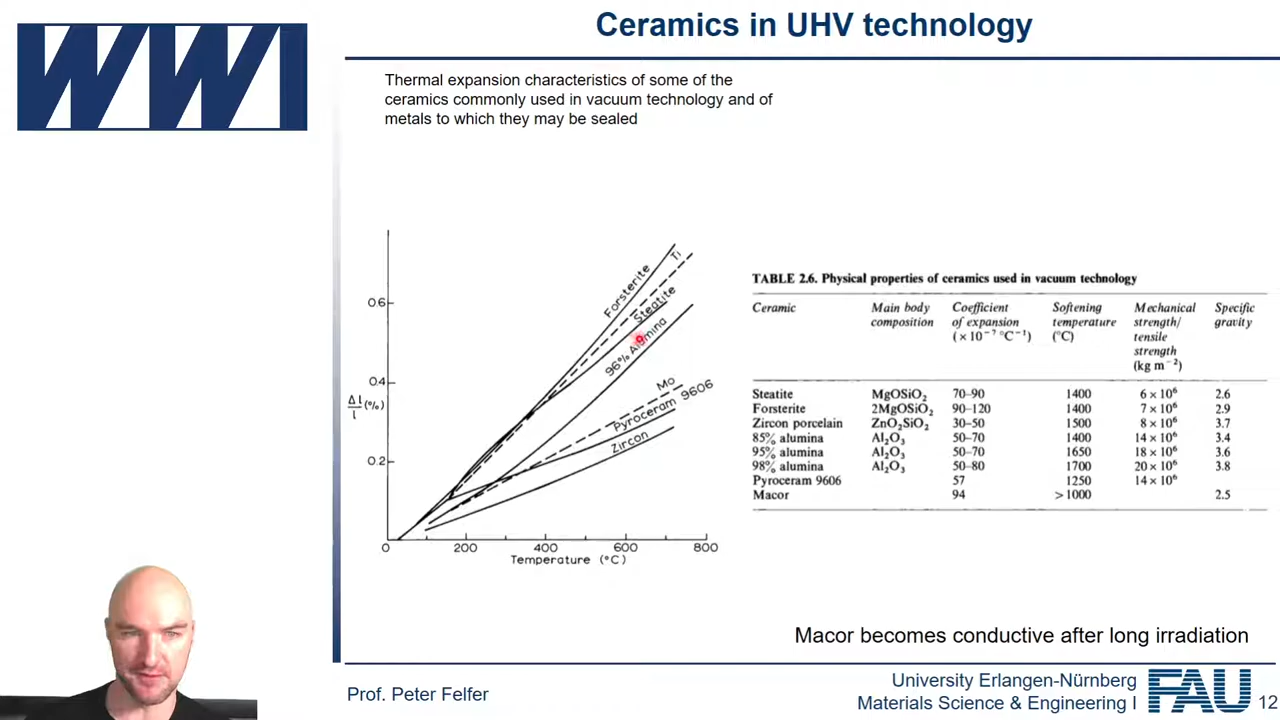 WWI
Ceramics in UHV technology
Thermal expansion characteristics of some of the
ceramics commonly used in vacuum technology and of
metals to which they may be sealed
0.6
0.4
Δl/l (%)
0.2
0
200
400
600
800
Temperature (°C)
Forsterite
Ti
Steatite
96% Alumina
Mo
Pyroceram 9606
Zircon
TABLE 2.6. Physical properties of ceramics used in vacuum technology
Ceramic Main body composition Coefficient of expansion (× 10⁻⁷ °C⁻¹) Softening temperature (°C) Mechanical strength/ tensile strength (kg m⁻²) Specific gravity
Steatite MgOSiO₂ 70-90 1400 6 × 10⁶ 2.6
Forsterite 2MgOSiO₂ 90-120 1400 7 × 10⁶ 2.9
Zircon porcelain ZnO₂SiO₂ 30-50 1500 8 × 10⁶ 3.7
85% alumina Al₂O₃ 50-70 1400 14 × 10⁶ 3.4
95% alumina Al₂O₃ 50-70 1650 18 × 10⁶ 3.6
98% alumina Al₂O₃ 50-80 1700 20 × 10⁶ 3.8
Pyroceram 9606 57 1250 14 × 10⁶
Macor 94 >1000 2.5
Macor becomes conductive after long irradiation
Prof. Peter Felfer
University Erlangen-Nürnberg
Materials Science & Engineering I
FAU
12